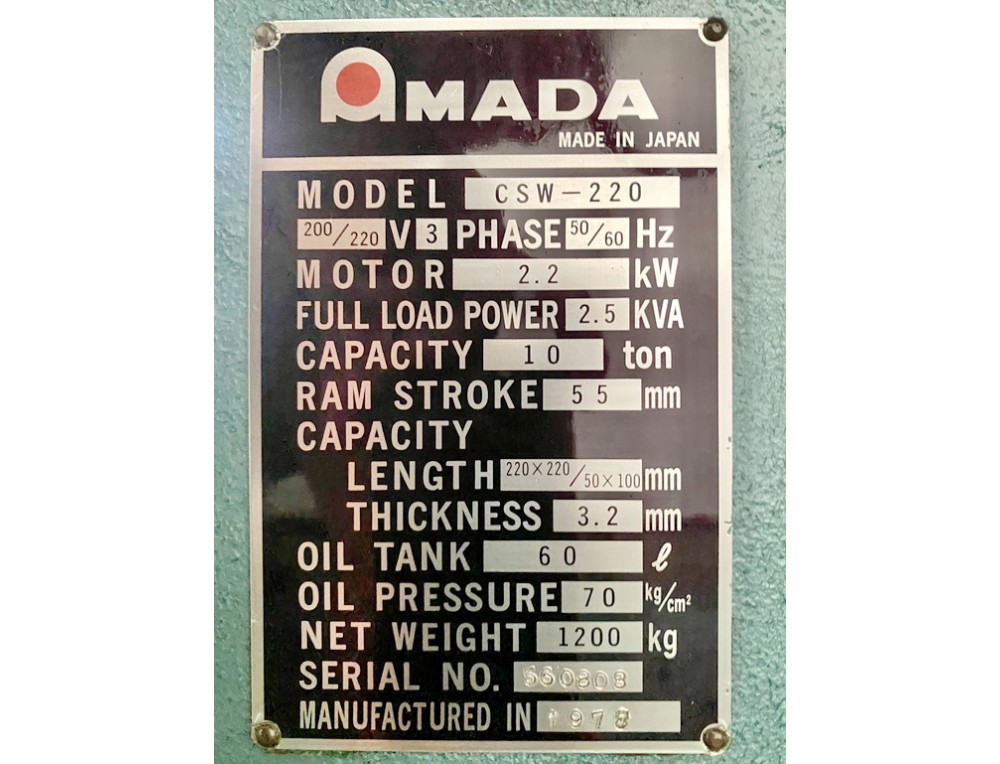 AMADA
MADE IN JAPAN
MODEL CSW-220
200/220 V 3 PHASE 50/60 Hz
MOTOR 2.2 kW
FULL LOAD POWER 2.5 KVA
CAPACITY 10 ton
RAM STROKE 55 mm
CAPACITY
LENGTH 220×220/50×100 mm
THICKNESS 3.2 mm
OIL TANK 60 ℓ
OIL PRESSURE 70 kg/cm²
NET WEIGHT 1200 kg
SERIAL NO.
MANUFACTURED IN 1978